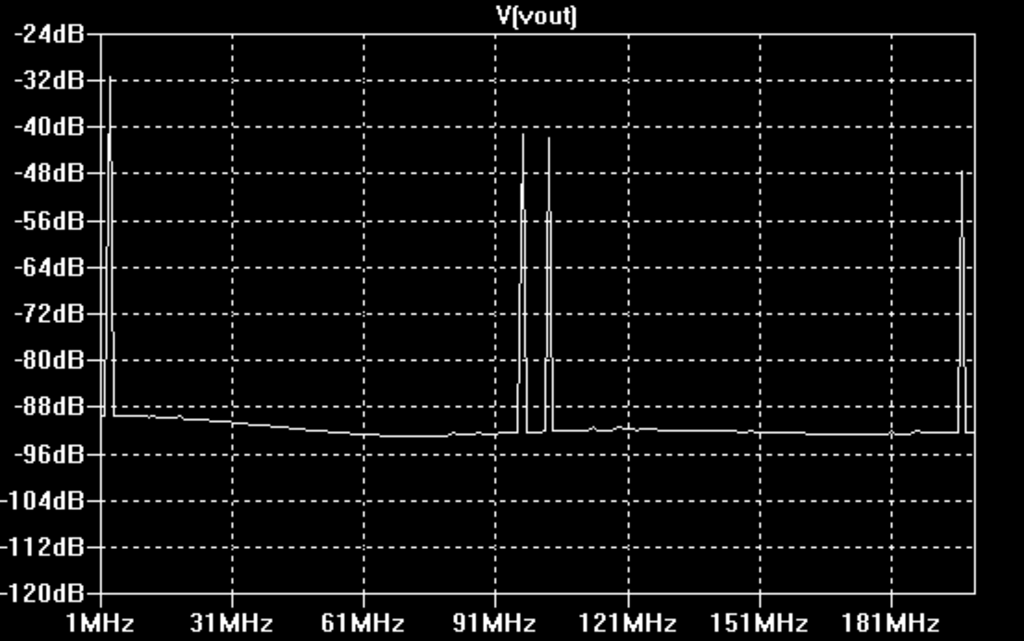 V(vout)
-24dB
-32dB
-40dB
-48dB
-56dB
-64dB
-72dB
-80dB
-88dB
-96dB
-104dB
-112dB
-120dB
1MHz 31MHz 61MHz 91MHz 121MHz 151MHz 181MHz